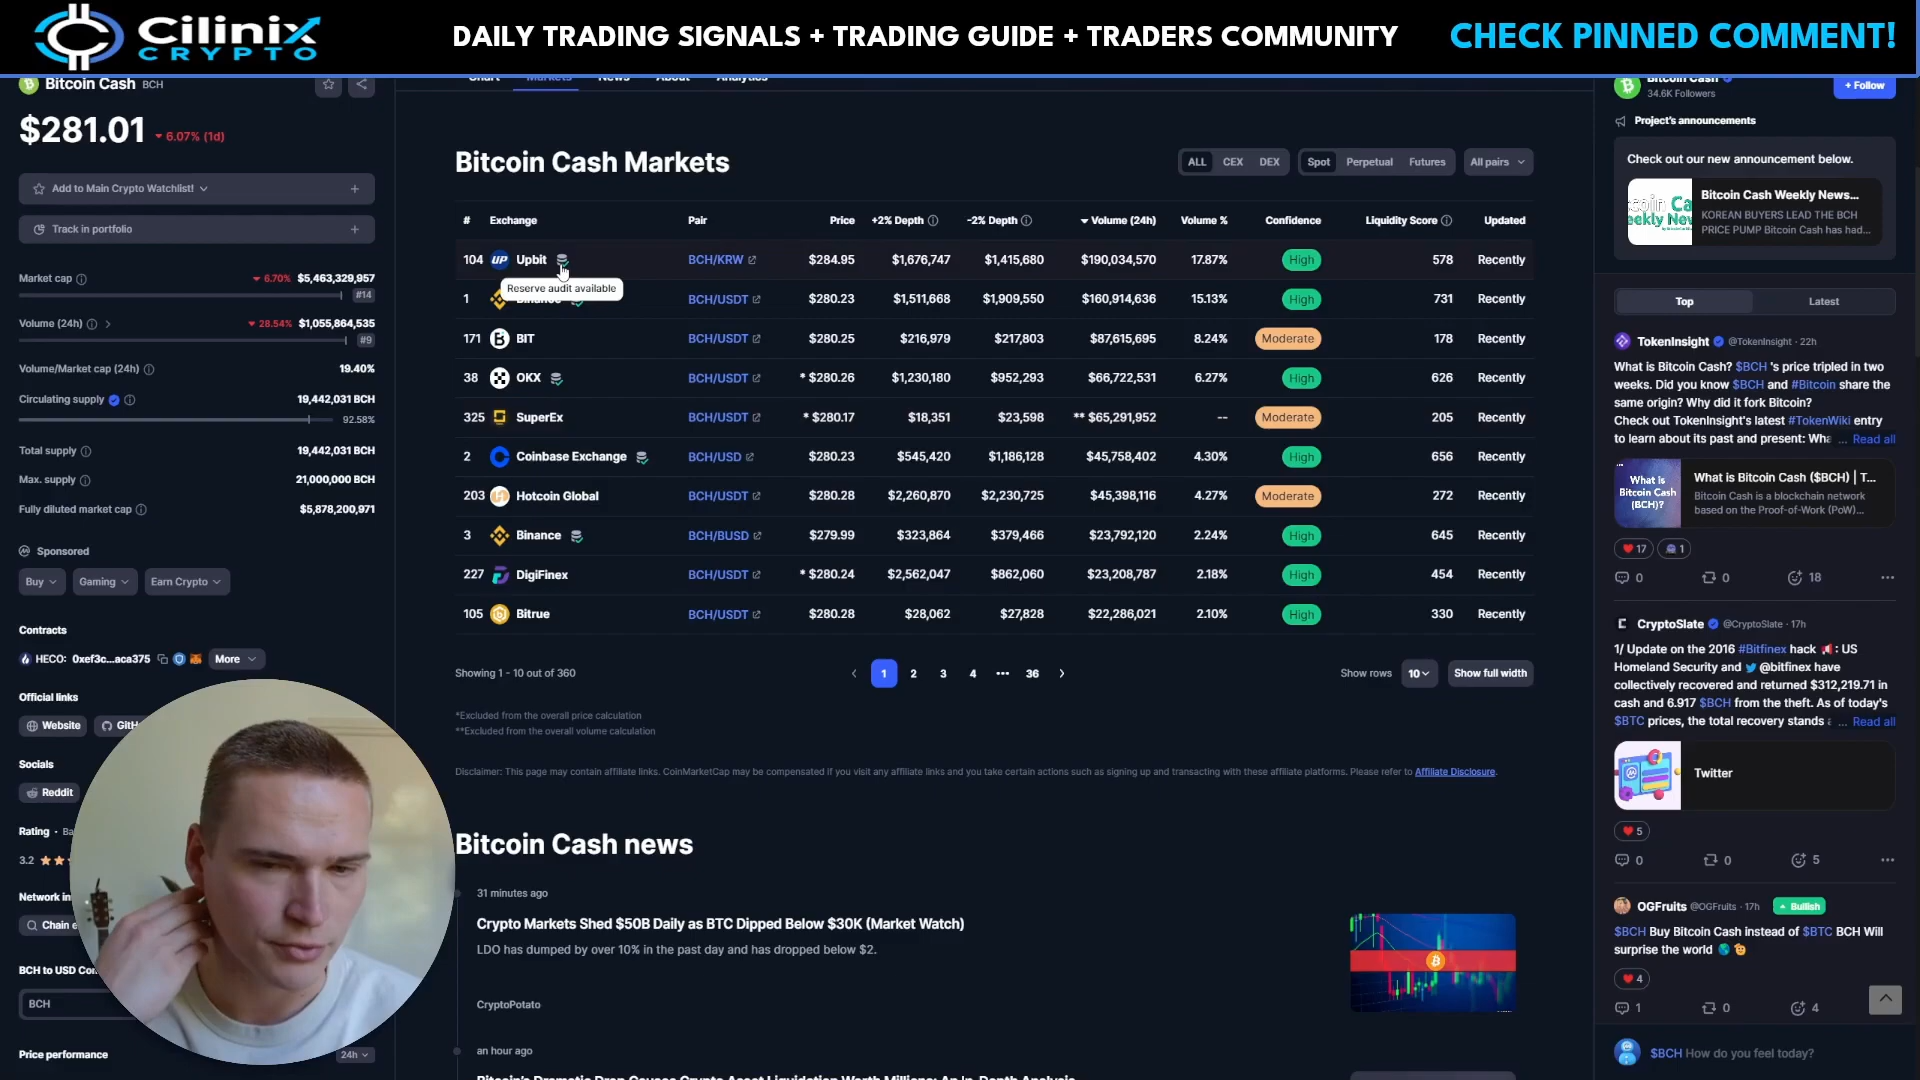 Cilinix
CRYPTO
DAILY TRADING SIGNALS + TRADING GUIDE + TRADERS COMMUNITY
CHECK PINNED COMMENT!
Bitcoin Cash BCH
$281.01 6.07% (1d)
Add to Main Crypto Watchlist!
Track in portfolio
Market cap 6.70% $5,463,329,957
#14
Volume (24h) 28.54% $1,055,864,535
#9
Volume/Market cap (24h) 19.40%
Circulating supply 19,442,031 BCH
92.58%
Total supply 19,442,031 BCH
Max. supply 21,000,000 BCH
Fully diluted market cap $5,878,200,971
Sponsored
Buy Gaming Earn Crypto
Contracts
HECO: 0xef3c...aca375 More
Official links
Website GitH
Socials
Reddit
Rating · Ba
3.2
Network in
Chain e
BCH to USD Con
BCH
Price performance 24h
Chart Markets News About Analytics
Bitcoin Cash Markets
ALL CEX DEX Spot Perpetual Futures All pairs
# Exchange Pair Price +2% Depth -2% Depth Volume (24h) Volume % Confidence Liquidity Score Updated
104 Upbit BCH/KRW $284.95 $1,676,747 $1,415,680 $190,034,570 17.87% High 578 Recently
Reserve audit available
1 Binance BCH/USDT $280.23 $1,511,668 $1,909,550 $160,914,636 15.13% High 731 Recently
171 BIT BCH/USDT $280.25 $216,979 $217,803 $87,615,695 8.24% Moderate 178 Recently
38 OKX BCH/USDT * $280.26 $1,230,180 $952,293 $66,722,531 6.27% High 626 Recently
325 SuperEx BCH/USDT * $280.17 $18,351 $23,598 ** $65,291,952 -- Moderate 205 Recently
2 Coinbase Exchange BCH/USD $280.23 $545,420 $1,186,128 $45,758,402 4.30% High 656 Recently
203 Hotcoin Global BCH/USDT $280.28 $2,260,870 $2,230,725 $45,398,116 4.27% Moderate 272 Recently
3 Binance BCH/BUSD $279.99 $323,864 $379,466 $23,792,120 2.24% High 645 Recently
227 DigiFinex BCH/USDT * $280.24 $2,562,047 $862,060 $23,208,787 2.18% High 454 Recently
105 Bitrue BCH/USDT $280.28 $28,062 $27,828 $22,286,021 2.10% High 330 Recently
Showing 1 - 10 out of 360
1 2 3 4 ... 36
Show rows 10 Show full width
*Excluded from the overall price calculation
**Excluded from the overall volume calculation
Disclaimer: This page may contain affiliate links. CoinMarketCap may be compensated if you visit any affiliate links and you take certain actions such as signing up and transacting with these affiliate platforms. Please refer to Affiliate Disclosure.
Bitcoin Cash news
31 minutes ago
Crypto Markets Shed $50B Daily as BTC Dipped Below $30K (Market Watch)
LDO has dumped by over 10% in the past day and has dropped below $2.
CryptoPotato
an hour ago
Bitcoin's Dramatic Drop Causes Crypto Asset Liquidation Worth Millions: An In-Depth Analysis
Bitcoin Cash
34.6K Followers
+ Follow
Project's announcements
Check out our new announcement below.
Bitcoin Cash Weekly News...
KOREAN BUYERS LEAD THE BCH
PRICE PUMP Bitcoin Cash has had...
Top Latest
TokenInsight @TokenInsight · 22h
What is Bitcoin Cash? $BCH 's price tripled in two
weeks. Did you know $BCH and #Bitcoin share the
same origin? Why did it fork Bitcoin?
Check out TokenInsight's latest #TokenWiki entry
to learn about its past and present: Wha ... Read all
What is
Bitcoin Cash
(BCH)?
What is Bitcoin Cash ($BCH) | T...
Bitcoin Cash is a blockchain network
based on the Proof-of-Work (PoW)...
17 1
0 0 18
CryptoSlate @CryptoSlate · 17h
1/ Update on the 2016 #Bitfinex hack : US
Homeland Security and @bitfinex have
collectively recovered and returned $312,219.71 in
cash and 6.917 $BCH from the theft. As of today's
$BTC prices, the total recovery stands a ... Read all
Twitter
5
0 0 5
OGFruits @OGFruits · 17h Bullish
$BCH Buy Bitcoin Cash instead of $BTC BCH Will
surprise the world
4
1 0 4
$BCH How do you feel today?